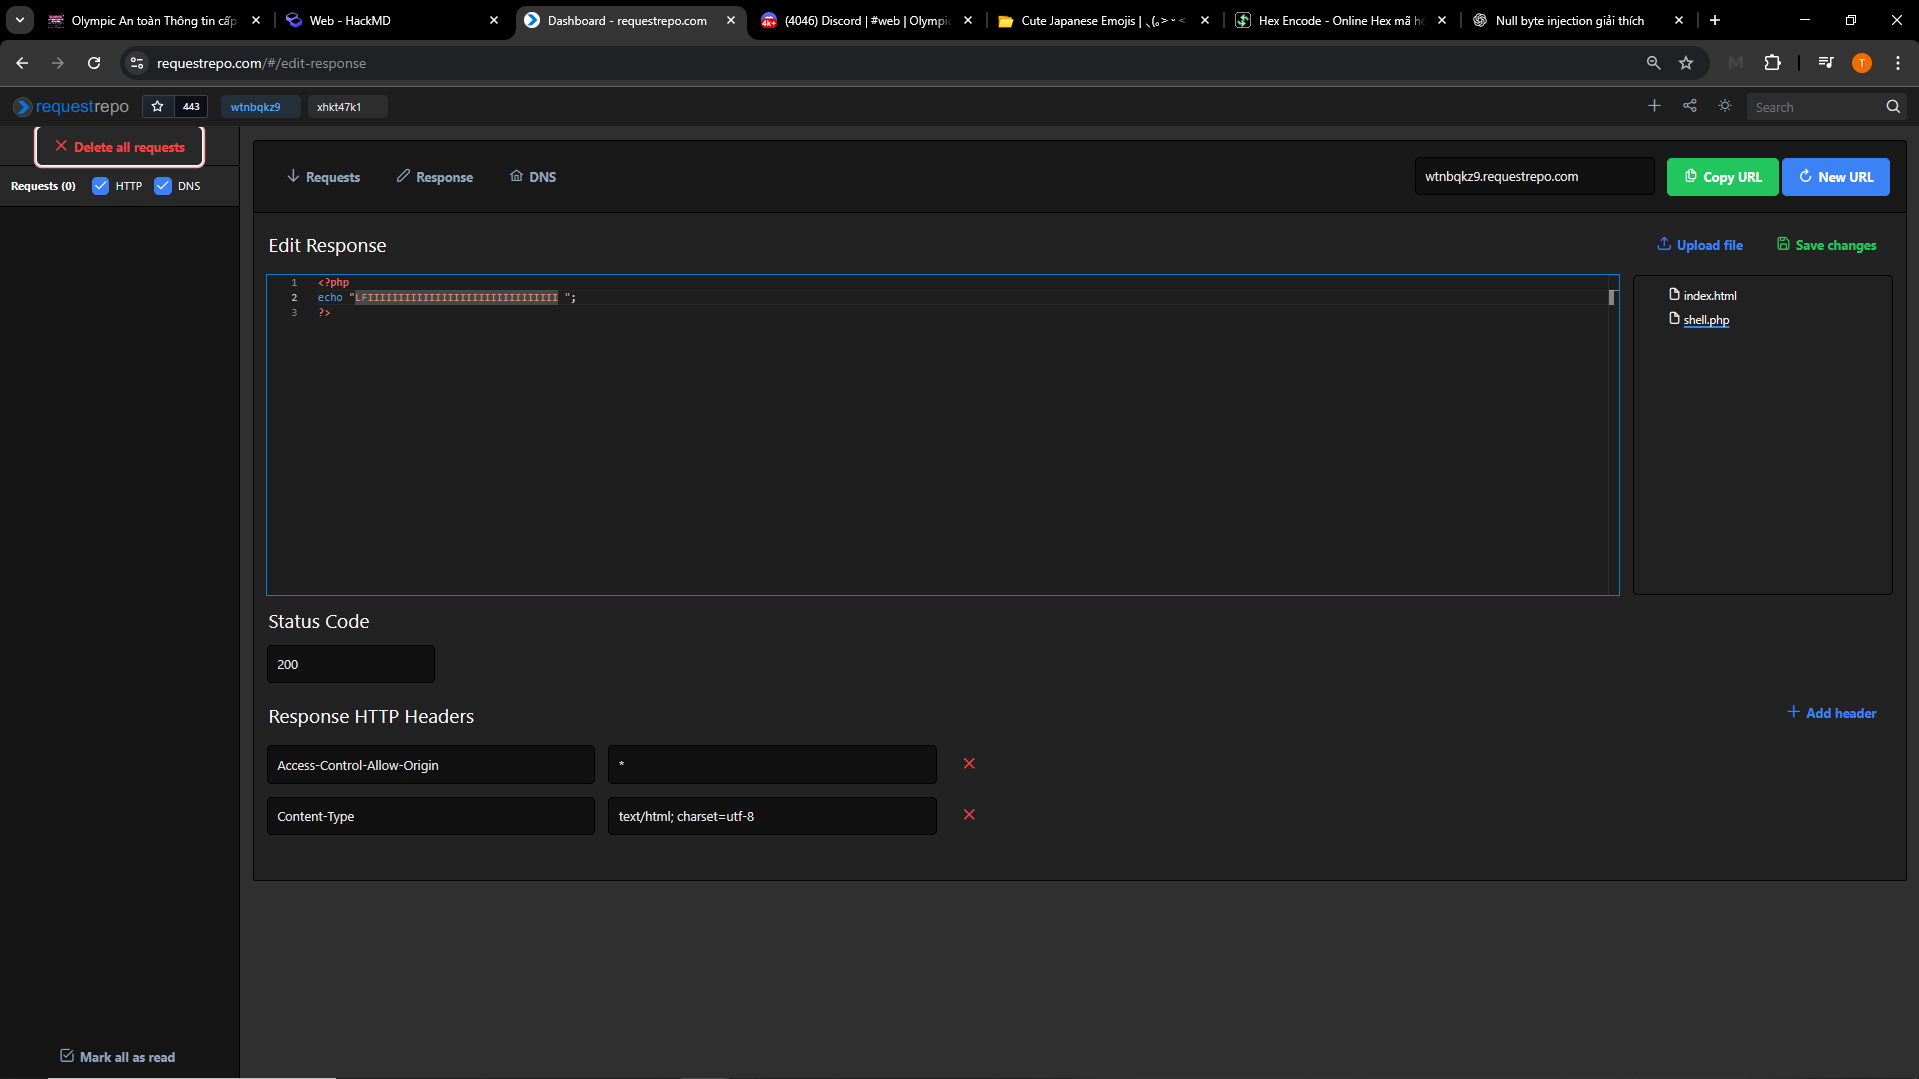 Olympic An toàn Thông tin cấp
Web - HackMD
Dashboard - requestrepo.com
(4046) Discord | #web | Olympi
Cute Japanese Emojis |
Hex Encode - Online Hex mã h
Null byte injection giải thích
requestrepo.com/#/edit-response
requestrepo
443
wtnbqkz9
xhkt47k1
Search
Delete all requests
Requests (0)
HTTP
DNS
Requests
Response
DNS
wtnbqkz9.requestrepo.com
Copy URL
New URL
Edit Response
Upload file
Save changes
1 <?php
2 echo "LFIIIIIIIIIIIIIIIIIIIIIIIIIIIIIII ";
3 ?>
index.html
shell.php
Status Code
200
Response HTTP Headers
Add header
Access-Control-Allow-Origin
*
Content-Type
text/html; charset=utf-8
Mark all as read